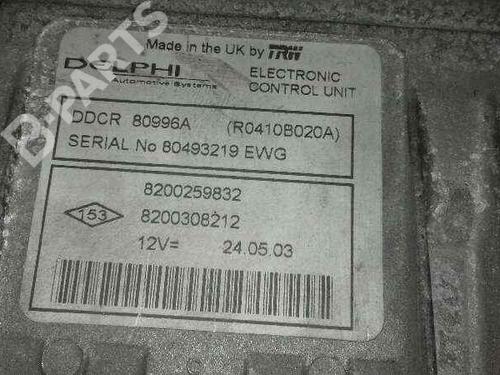 Made in the UK by TRW
DELPHI
Automotive Systems
ELECTRONIC
CONTROL UNIT
DDCR 80996A (R0410B020A)
SERIAL No 80493219 EWG
8200259832
153
8200308212
12V= 24.05.03
B-PARTS